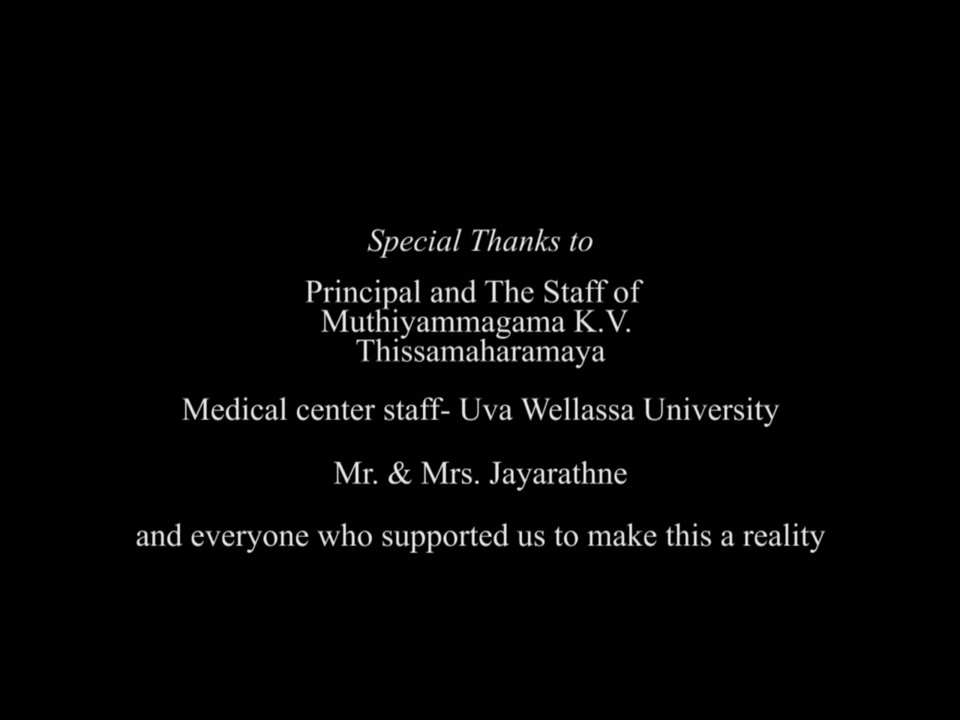 Special Thanks to
Principal and The Staff of
Muthiyammagama K.V.
Thissamaharamaya
Medical center staff- Uva Wellassa University
Mr. & Mrs. Jayarathne
and everyone who supported us to make this a reality